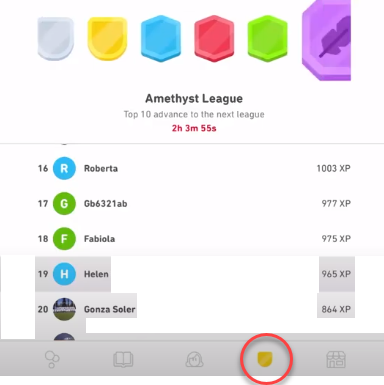 Amethyst League
Top 10 advance to the next league
2h 3m 55s
16 R Roberta 1003 XP
17 G Gb6321ab 977 XP
18 F Fabiola 975 XP
19 H Helen 965 XP
20 Gonza Soler 864 XP